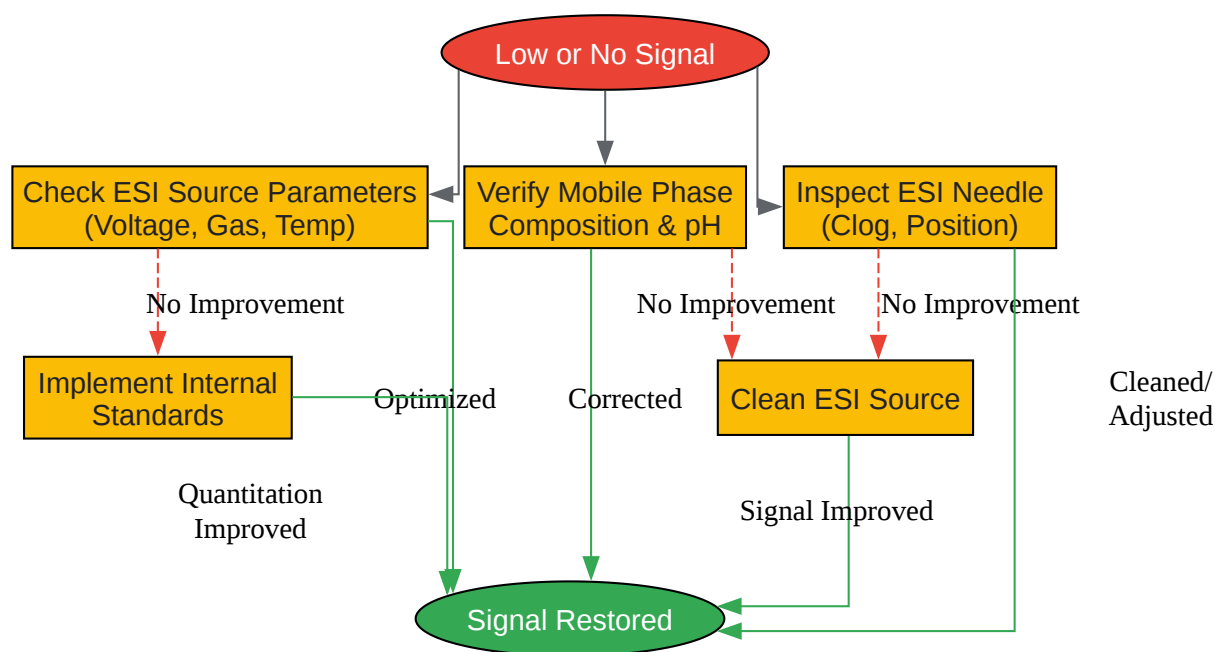 Low or No Signal
Check ESI Source Parameters
(Voltage, Gas, Temp)
Verify Mobile Phase
Composition & pH
Inspect ESI Needle
(Clog, Position)
No Improvement
No Improvement
No Improvement
Implement Internal
Standards
Optimized
Corrected
Clean ESI Source
Cleaned/
Adjusted
Quantitation
Improved
Signal Improved
Signal Restored